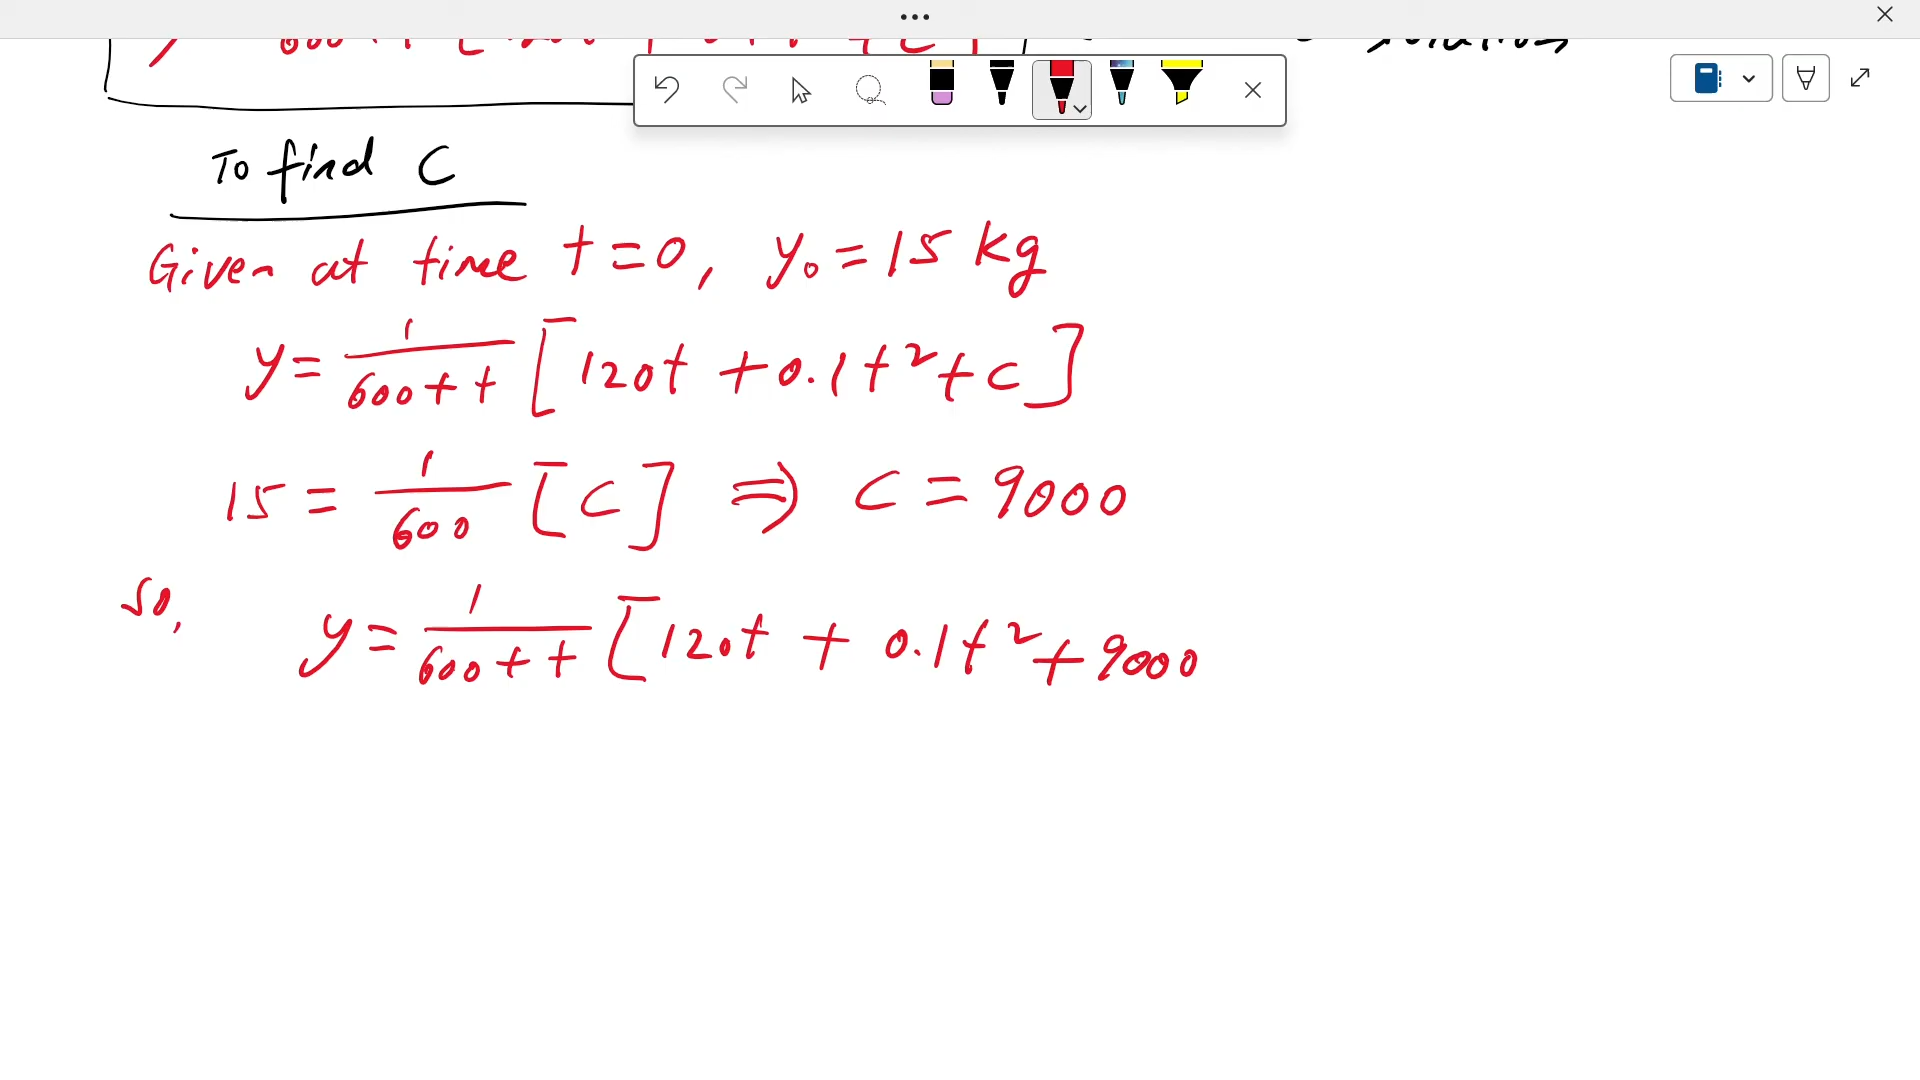 solution
To find C
Given at time t=0, y₀ = 15 kg
y = 1/(600+t) [120t + 0.1t² + C]
15 = 1/600 [C] ⇒ C = 9000
So,
y = 1/(600+t) [120t + 0.1t² + 9000